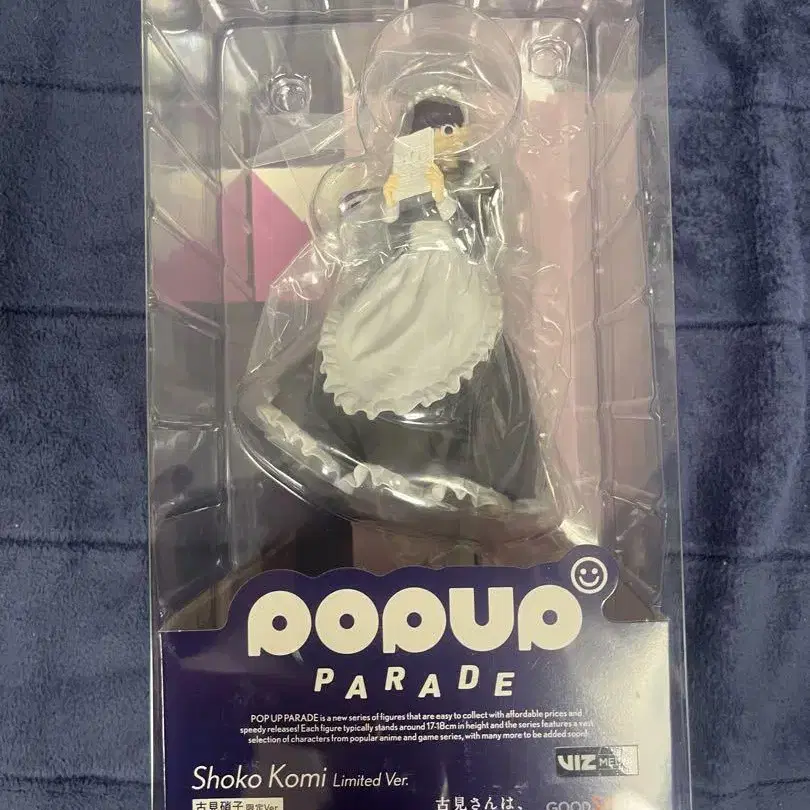 POPUP
PARADE
POP UP PARADE is a new series of figures that are easy to collect with affordable prices and
speedy releases! Each figure typically stands around 17-18cm in height and the series features a vast
selection of characters from popular anime and game series, with many more to be added soon!
VIZ
Shoko Komi Limited Ver.
古見硝子 限定Ver.
古見さんは、
GOOD